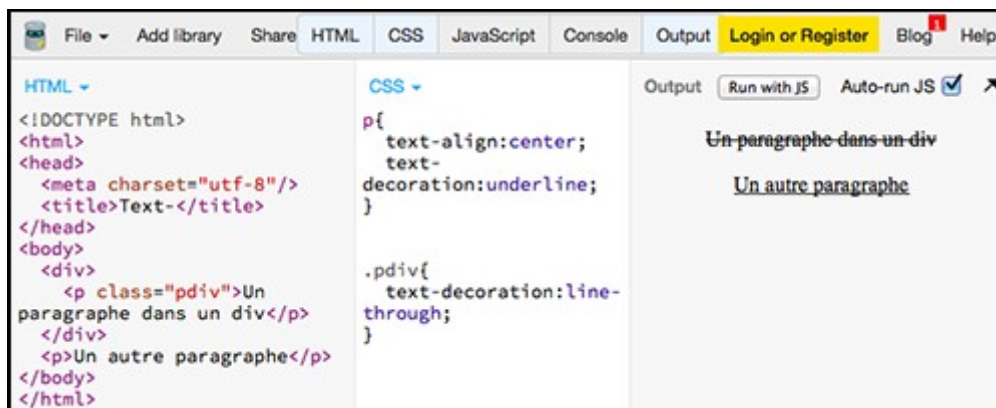 File Add library Share HTML CSS JavaScript Console Output Login or Register Blog 1 Help
HTML
<!DOCTYPE html>
<html>
<head>
<meta charset="utf-8"/>
<title>Text-</title>
</head>
<body>
<div>
<p class="pdiv">Un
paragraphe dans un div</p>
</div>
<p>Un autre paragraphe</p>
</body>
</html>
CSS
p{
text-align:center;
text-
decoration:underline;
}
.pdiv{
text-decoration:line-
through;
}
Output Run with JS Auto-run JS
Un paragraphe dans un div
Un autre paragraphe